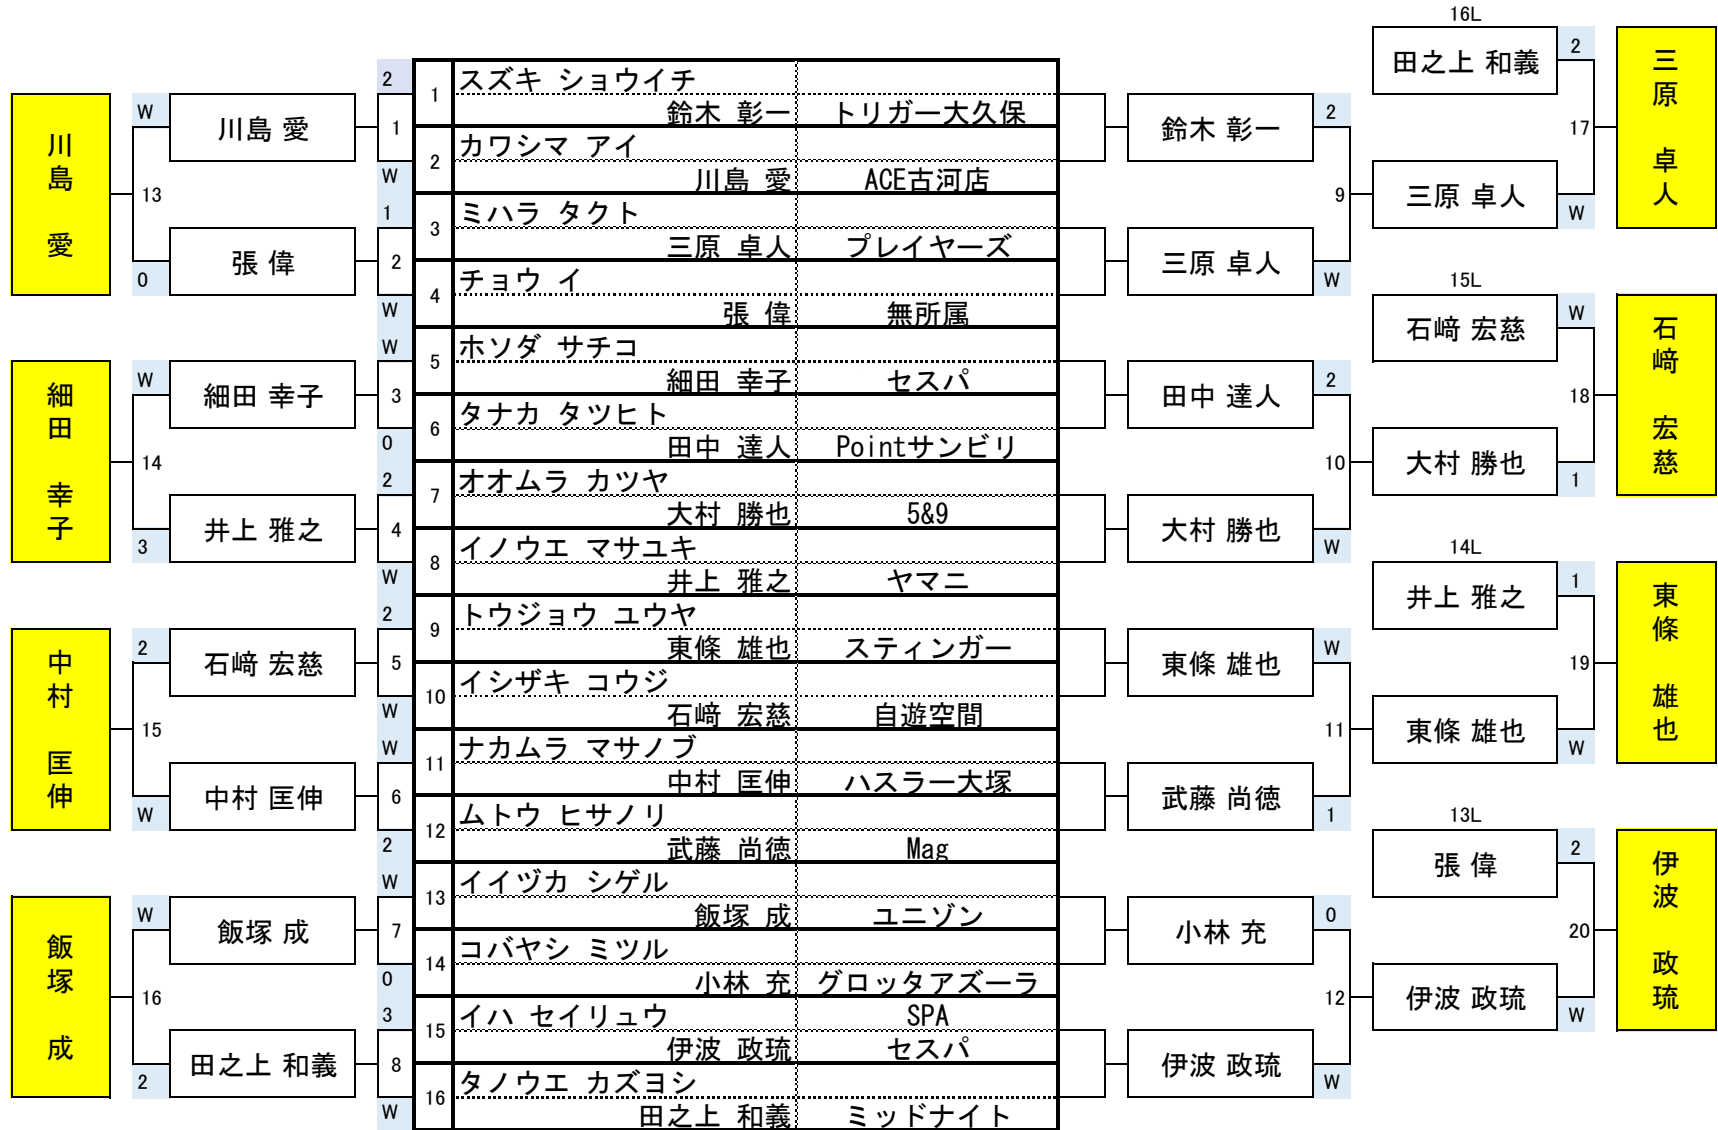 16L
田之上 和義
2
三原 卓人
17
三原 卓人
W
2
1
スズキ ショウイチ
鈴木 彰一
トリガー大久保
川島 愛
W
川島 愛
1
鈴木 彰一
2
2
カワシマ アイ
川島 愛
ACE古河店
W
13
9
1
3
ミハラ タクト
三原 卓人
プレイヤーズ
張 偉
0
2
三原 卓人
W
4
チョウ イ
張 偉
無所属
W
15L
石﨑 宏慈
W
石﨑 宏慈
18
大村 勝也
1
W
5
ホソダ サチコ
細田 幸子
セスパ
細田 幸子
W
細田 幸子
3
田中 達人
2
6
タナカ タツヒト
田中 達人
Pointサンビリ
0
14
10
2
7
オオムラ カツヤ
大村 勝也
5&9
井上 雅之
3
4
大村 勝也
W
8
イノウエ マサユキ
井上 雅之
ヤマニ
W
14L
井上 雅之
1
東條 雄也
19
東條 雄也
W
2
9
トウジョウ ユウヤ
東條 雄也
スティンガー
中村 匡伸
2
石﨑 宏慈
5
東條 雄也
W
10
イシザキ コウジ
石﨑 宏慈
自遊空間
W
15
11
W
11
ナカムラ マサノブ
中村 匡伸
ハスラー大塚
中村 匡伸
W
6
武藤 尚徳
1
12
ムトウ ヒサノリ
武藤 尚徳
Mag
2
13L
張 偉
2
伊波 政琉
20
伊波 政琉
W
W
13
イイヅカ シゲル
飯塚 成
ユニゾン
飯塚 成
W
飯塚 成
7
小林 充
0
14
コバヤシ ミツル
小林 充
グロッタアズーラ
0
16
12
3
15
イハ セイリュウ
SPA
伊波 政琉
セスパ
田之上 和義
2
8
伊波 政琉
W
16
タノウエ カズヨシ
田之上 和義
ミッドナイト
W